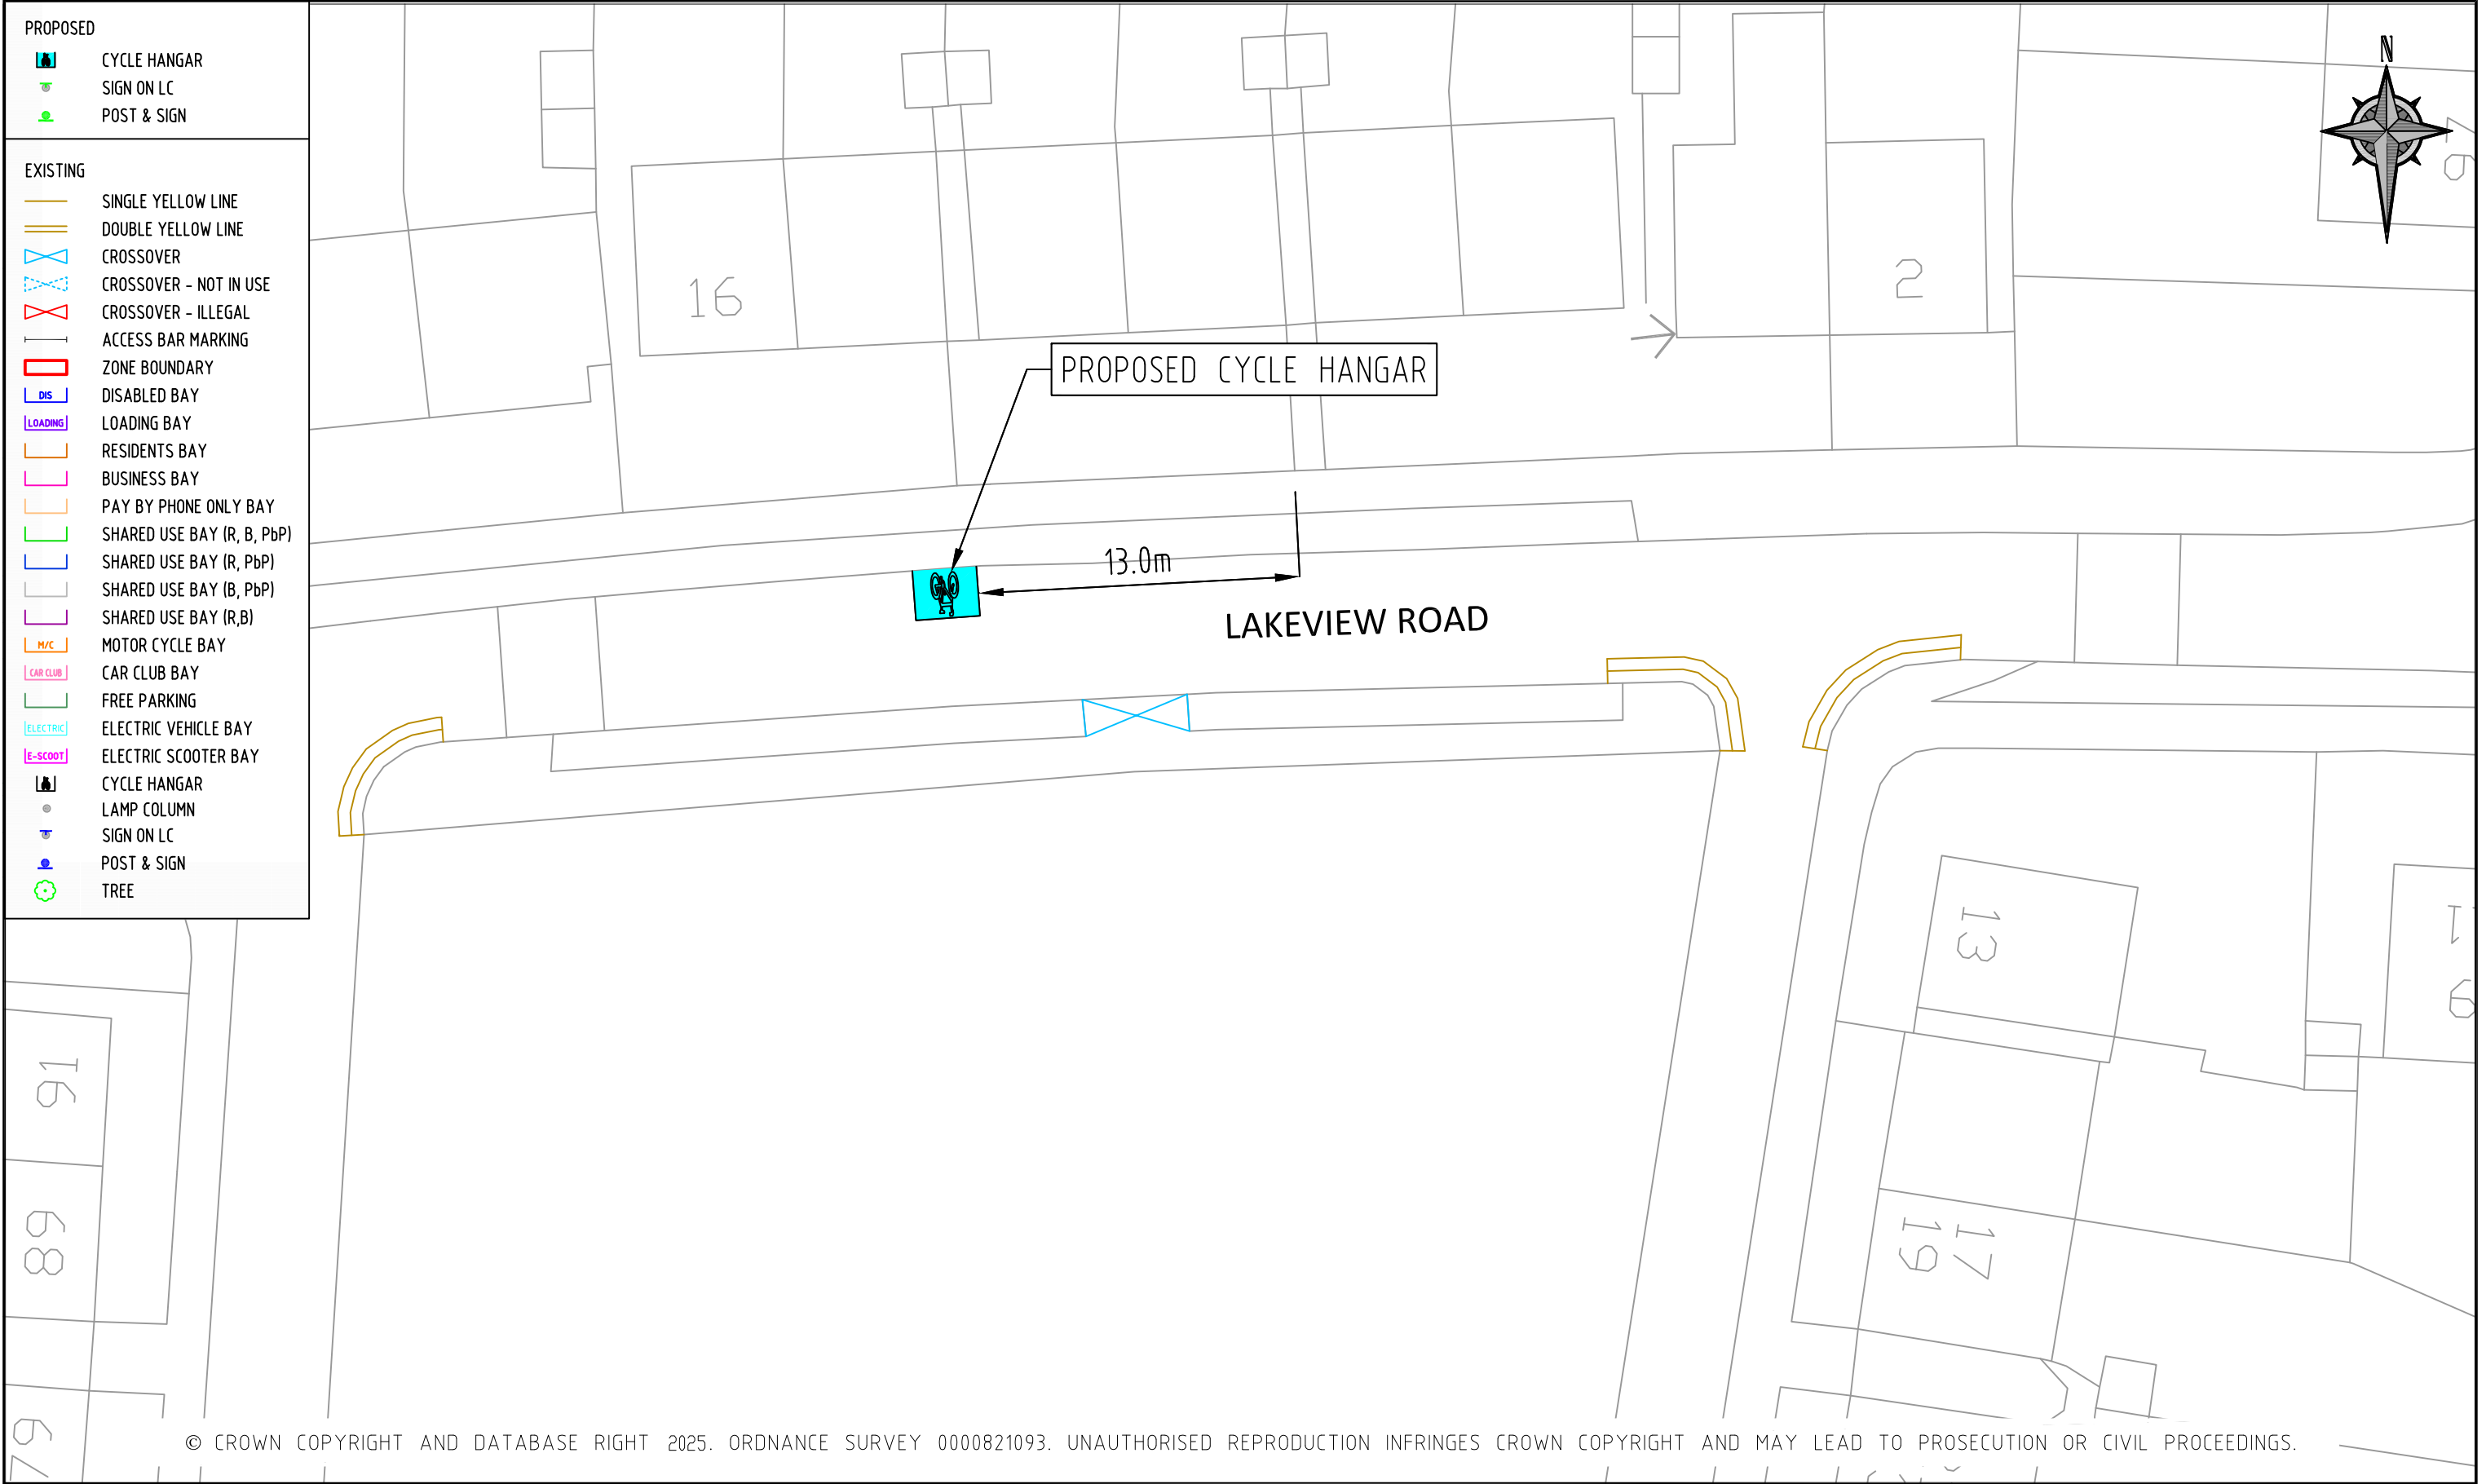 PROPOSED
CYCLE HANGAR
SIGN ON LC
POST & SIGN
EXISTING
SINGLE YELLOW LINE
DOUBLE YELLOW LINE
CROSSOVER
CROSSOVER - NOT IN USE
CROSSOVER - ILLEGAL
ACCESS BAR MARKING
ZONE BOUNDARY
DIS DISABLED BAY
LOADING LOADING BAY
RESIDENTS BAY
BUSINESS BAY
PAY BY PHONE ONLY BAY
SHARED USE BAY (R, B, PbP)
SHARED USE BAY (R, PbP)
SHARED USE BAY (B, PbP)
SHARED USE BAY (R,B)
M/C MOTOR CYCLE BAY
CAR CLUB CAR CLUB BAY
FREE PARKING
ELECTRIC ELECTRIC VEHICLE BAY
E-SCOOT ELECTRIC SCOOTER BAY
CYCLE HANGAR
LAMP COLUMN
SIGN ON LC
POST & SIGN
TREE
N
16
2
PROPOSED CYCLE HANGAR
13.0m
LAKEVIEW ROAD
13
91
89
17
19
© CROWN COPYRIGHT AND DATABASE RIGHT 2025. ORDNANCE SURVEY 0000821093. UNAUTHORISED REPRODUCTION INFRINGES CROWN COPYRIGHT AND MAY LEAD TO PROSECUTION OR CIVIL PROCEEDINGS.